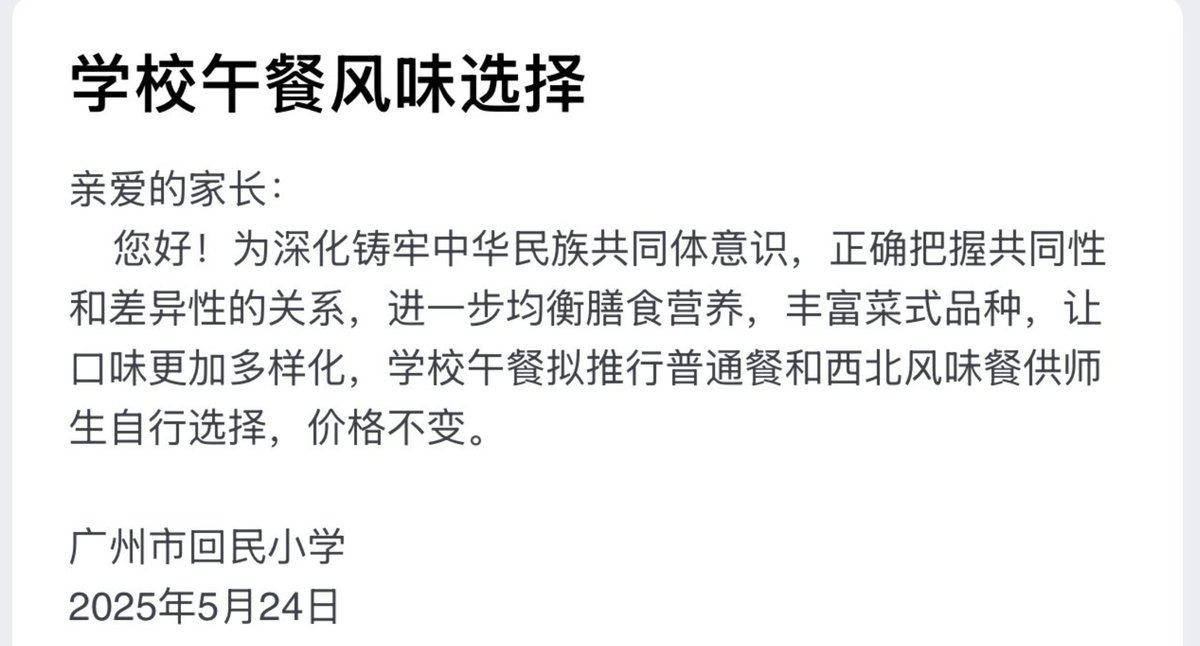 学校午餐风味选择
亲爱的家长：
您好！为深化铸牢中华民族共同体意识，正确把握共同性
和差异性的关系，进一步均衡膳食营养，丰富菜式品种，让
口味更加多样化，学校午餐拟推行普通餐和西北风味餐供师
生自行选择，价格不变。
广州市回民小学
2025年5月24日